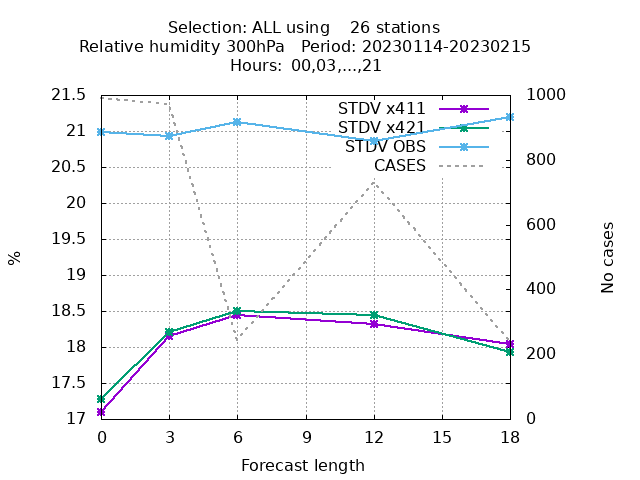 Selection: ALL using    26 stations
Relative humidity 300hPa   Period: 20230114-20230215
Hours:  00,03,...,21
STDV x411
STDV x421
STDV OBS
CASES
21.5
21
20.5
20
19.5
19
18.5
18
17.5
17
%
1000
800
600
400
200
0
No cases
0 3 6 9 12 15 18
Forecast length